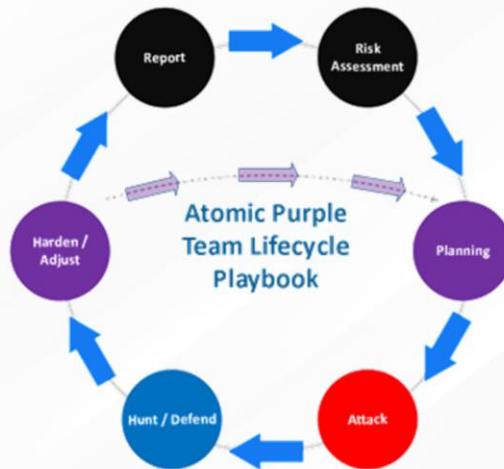 Report
Risk
Assessment
Atomic Purple
Team Lifecycle
Playbook
Harden /
Adjust
Planning
Hunt / Defend
Attack